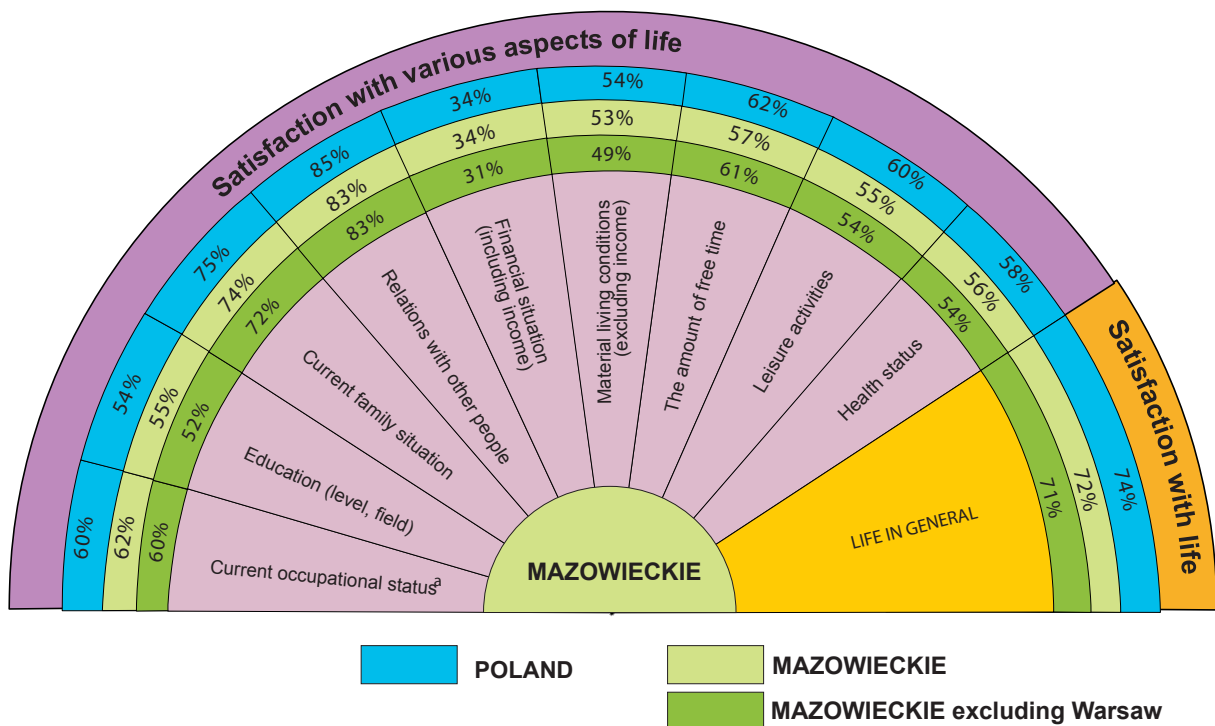 Satisfaction with various aspects of life
Satisfaction with life
60%
54%
75%
85%
34%
54%
62%
60%
58%
74%
62%
55%
74%
83%
34%
53%
57%
55%
56%
72%
60%
52%
72%
83%
31%
49%
61%
54%
54%
71%
Current occupational status a
Education (level, field)
Current family situation
Relations with other people
Financial situation
(including income)
Material living conditions
(excluding income)
The amount of free time
Leisure activities
Health status
LIFE IN GENERAL
MAZOWIECKIE
POLAND
MAZOWIECKIE
MAZOWIECKIE excluding Warsaw